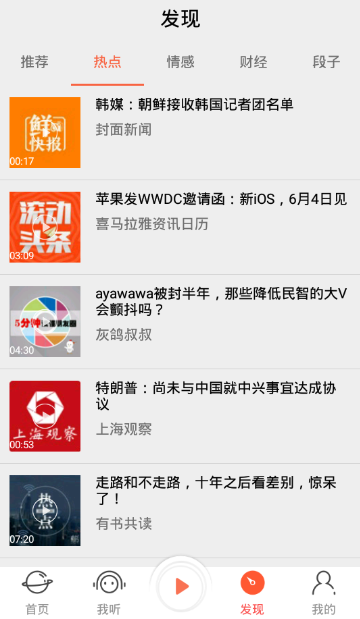 发现
推荐
热点
情感
财经
段子
鲜
快报
00:17
韩媒：朝鲜接收韩国记者团名单
封面新闻
滚动
头条
03:09
苹果发WWDC邀请函：新iOS，6月4日见
喜马拉雅资讯日历
5分钟
04:30
ayawawa被封半年，那些降低民智的大V
会颤抖吗？
灰鸽叔叔
上海观察
00:53
特朗普：尚未与中国就中兴事宜达成协
议
上海观察
热
点
07:20
走路和不走路，十年之后看差别，惊呆
了！
有书共读
首页
我听
发现
我的